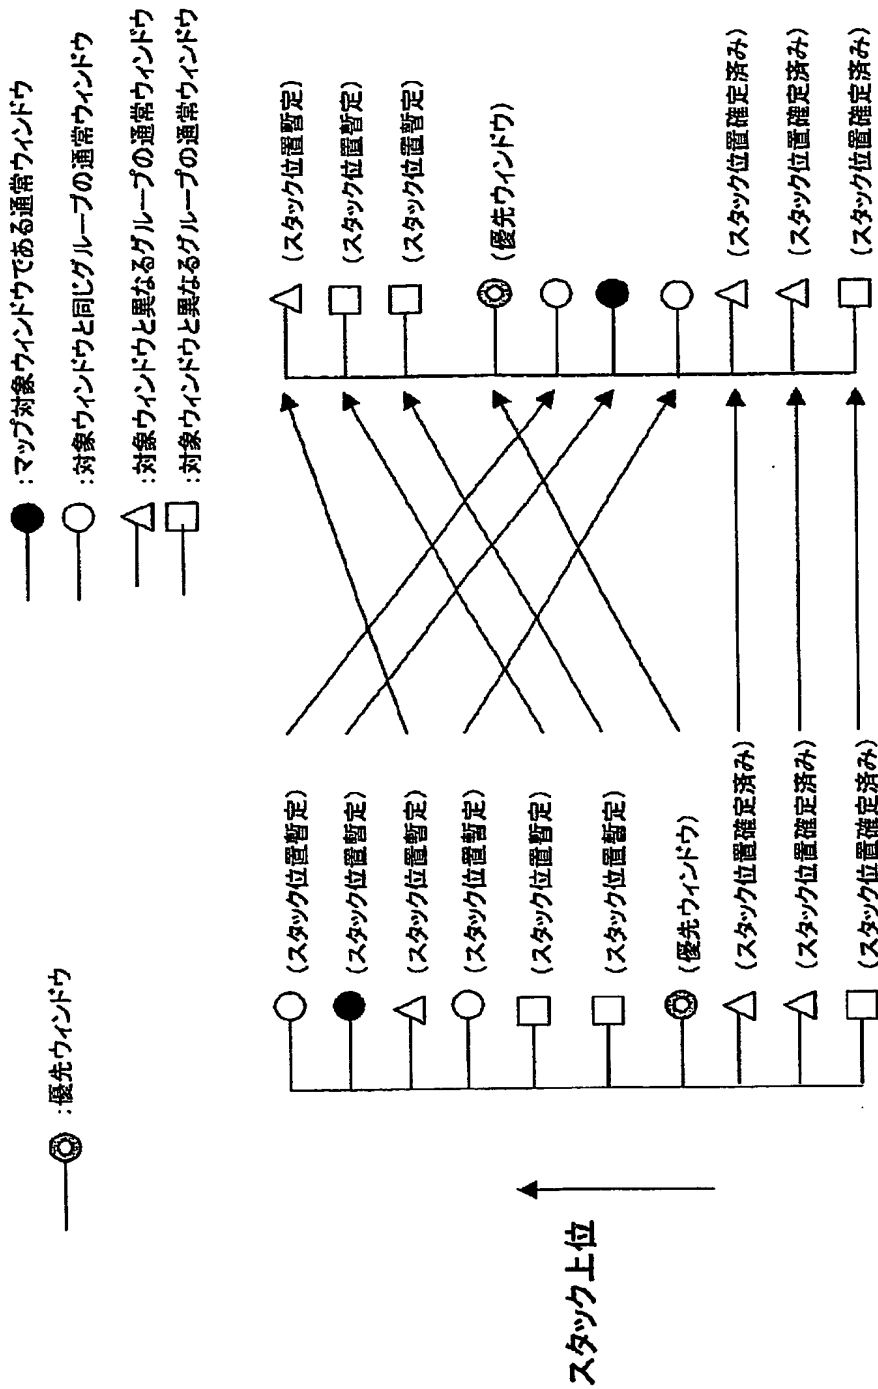 :優先ウィンドウ
:マップ対象ウィンドウである通常ウィンドウ
:対象ウィンドウと同じグループの通常ウィンドウ
:対象ウィンドウと異なるグループの通常ウィンドウ
:対象ウィンドウと異なるグループの通常ウィンドウ
スタック上位
(スタック位置暫定)
(スタック位置暫定)
(スタック位置暫定)
(スタック位置暫定)
(スタック位置暫定)
(スタック位置暫定)
(優先ウィンドウ)
(スタック位置確定済み)
(スタック位置確定済み)
(スタック位置確定済み)
(スタック位置暫定)
(スタック位置暫定)
(スタック位置暫定)
(優先ウィンドウ)
(スタック位置確定済み)
(スタック位置確定済み)
(スタック位置確定済み)